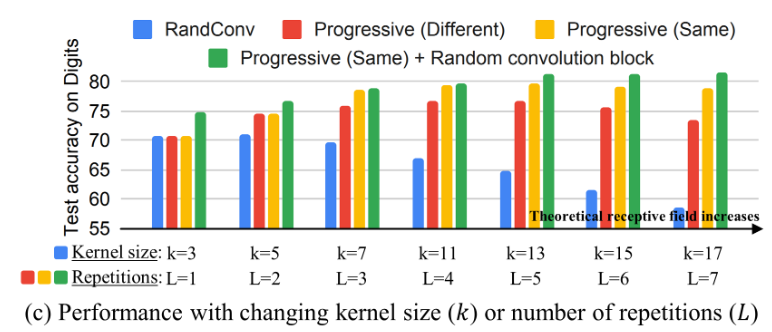 RandConv Progressive (Different) Progressive (Same)
Progressive (Same) + Random convolution block
Test accuracy on Digits
80
75
70
65
60
55
Theoretical receptive field increases
Kernel size: k=3 k=5 k=7 k=11 k=13 k=15 k=17
Repetitions: L=1 L=2 L=3 L=4 L=5 L=6 L=7
(c) Performance with changing kernel size (k) or number of repetitions (L)